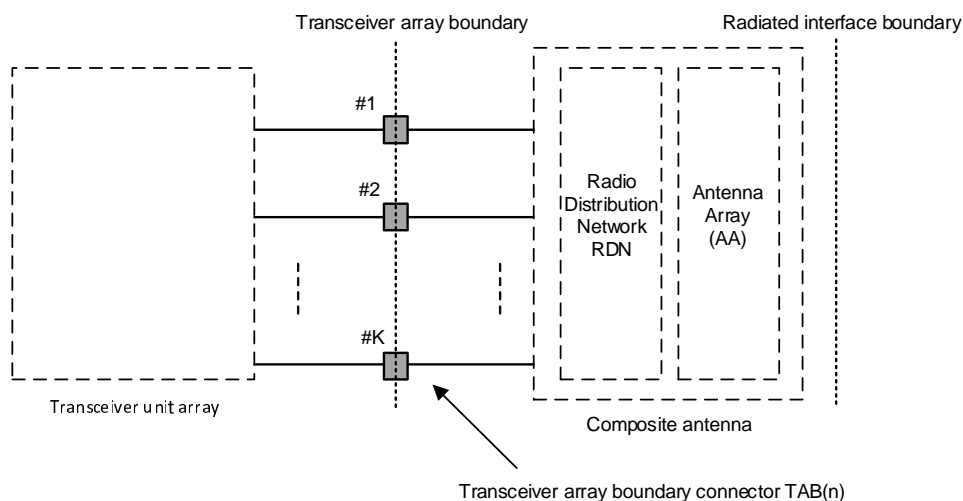 Transceiver array boundary
Radiated interface boundary
#1
#2
#K
Radio
Distribution
Network
RDN
Antenna
Array
(AA)
Transceiver unit array
Composite antenna
Transceiver array boundary connector TAB(n)